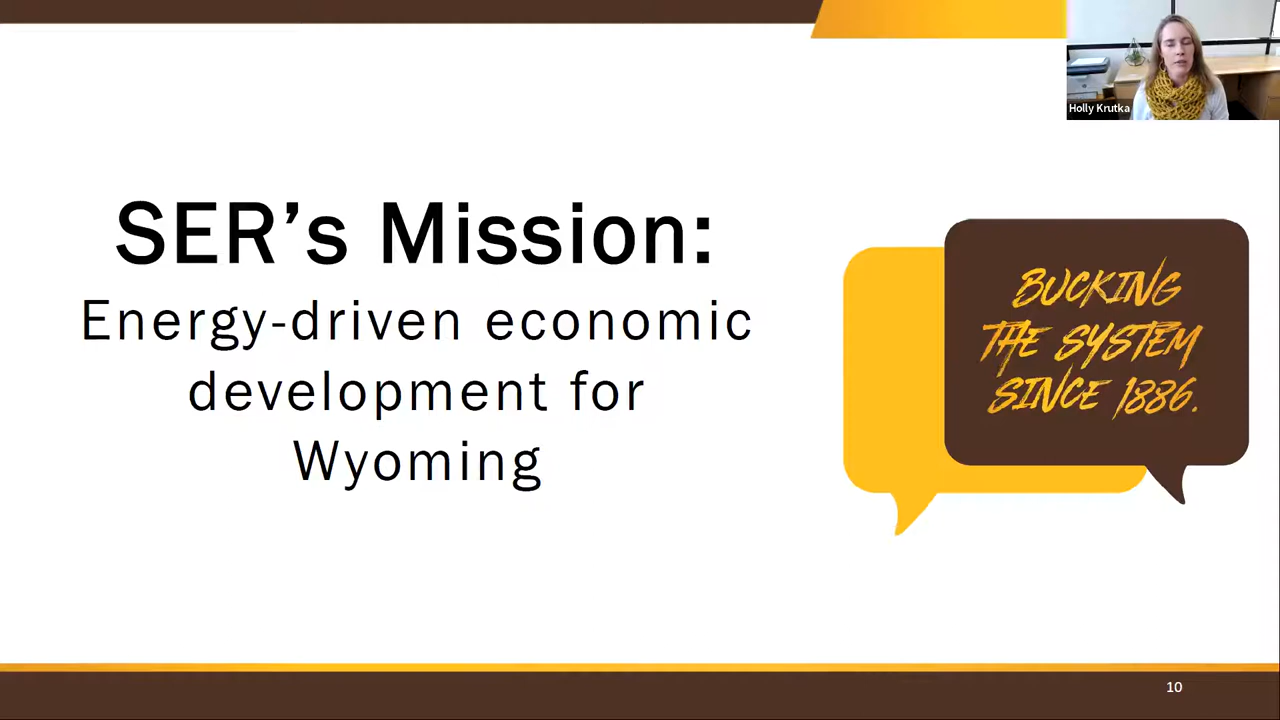 Holly Krutka
SER’s Mission:
Energy-driven economic
development for
Wyoming
BUCKING
THE SYSTEM
SINCE 1886.
10